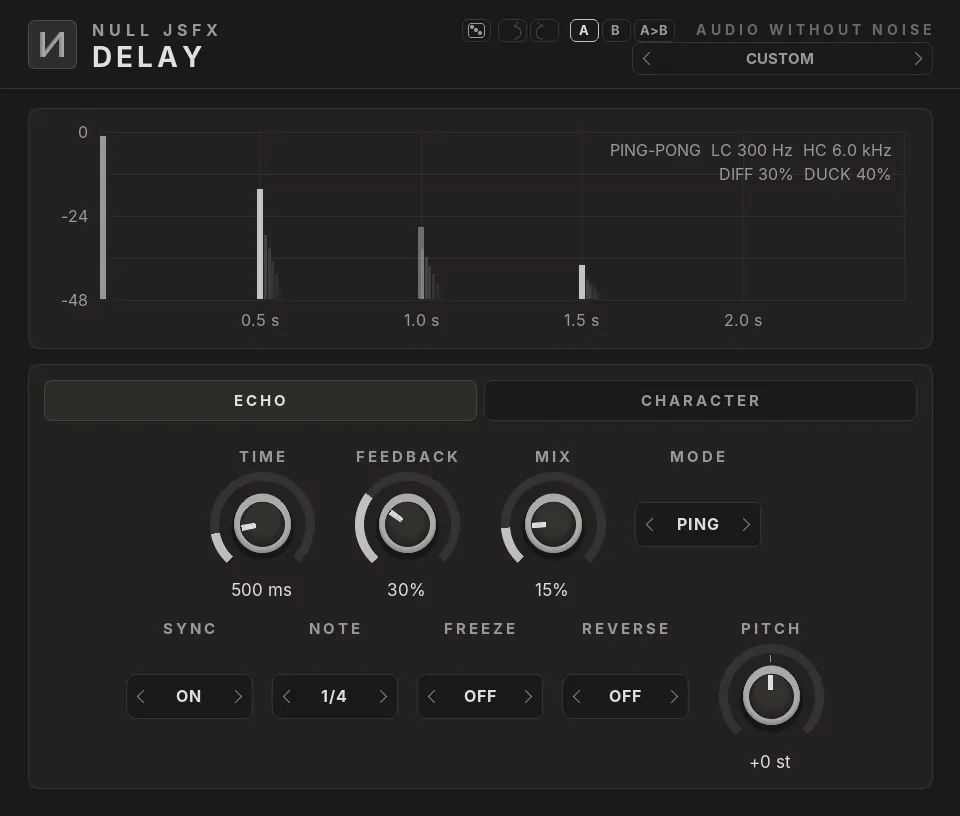 NULL JSFX
DELAY
A B A>B AUDIO WITHOUT NOISE
CUSTOM
0
-24
-48
PING-PONG LC 300 Hz HC 6.0 kHz
DIFF 30% DUCK 40%
0.5 s 1.0 s 1.5 s 2.0 s
ECHO CHARACTER
TIME FEEDBACK MIX MODE
PING
500 ms 30% 15%
SYNC NOTE FREEZE REVERSE PITCH
ON 1/4 OFF OFF
+0 st